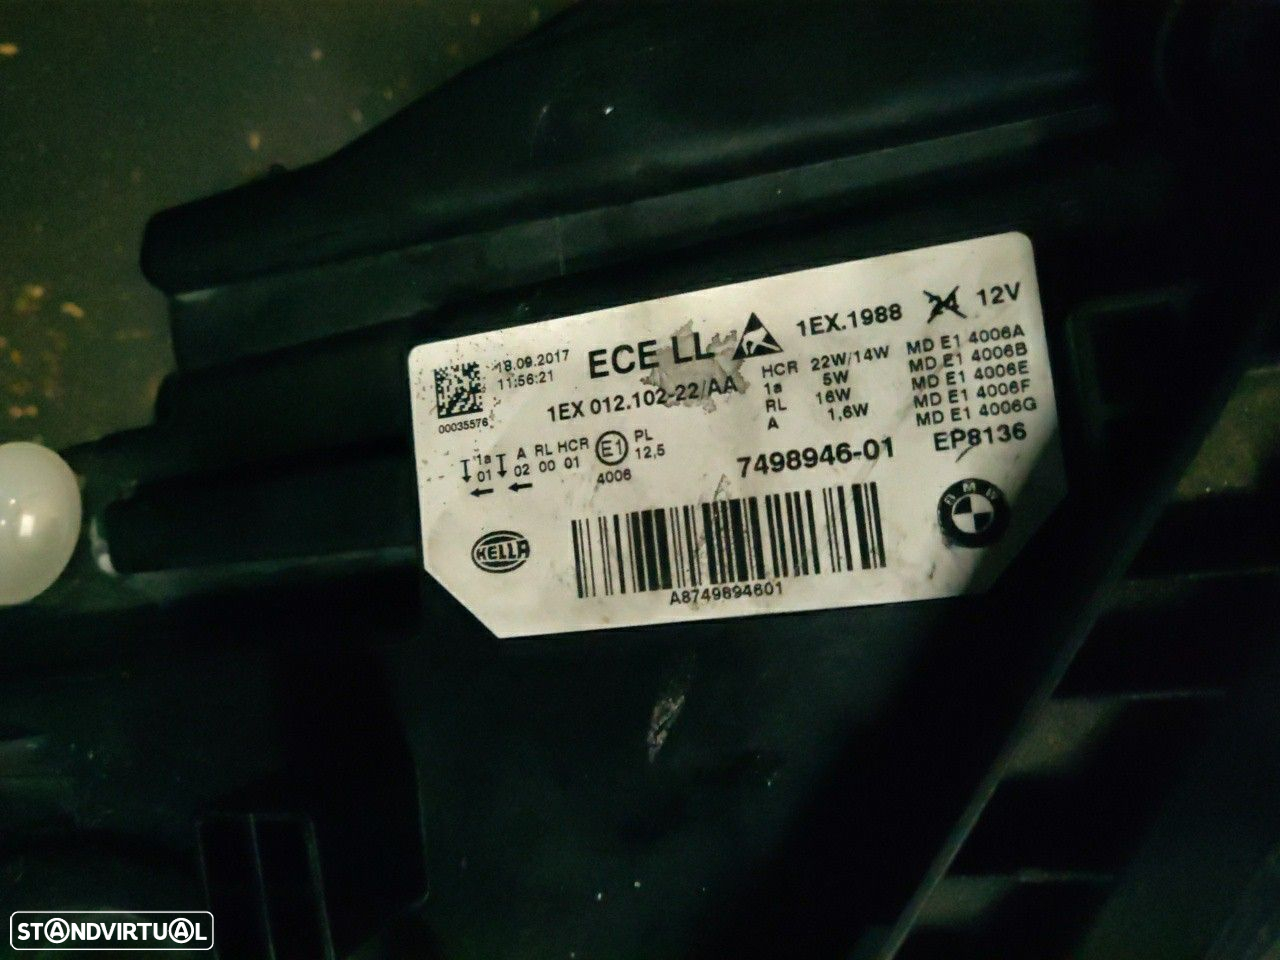 18.09.2017
11:56:21
00035576
ECE LL
1EX.1988
24 12V
1EX 012.102-22/AA
HCR 22W/14W
1a 5W
RL 16W
A 1,6W
MD E1 4006A
MD E1 4006B
MD E1 4006E
MD E1 4006F
MD E1 4006G
1a A RL HCR
01 02 00 01
E1
4006
PL
12,5
7498946-01
EP8136
HELLA
A8749894601
BMW
STANDVIRTUAL